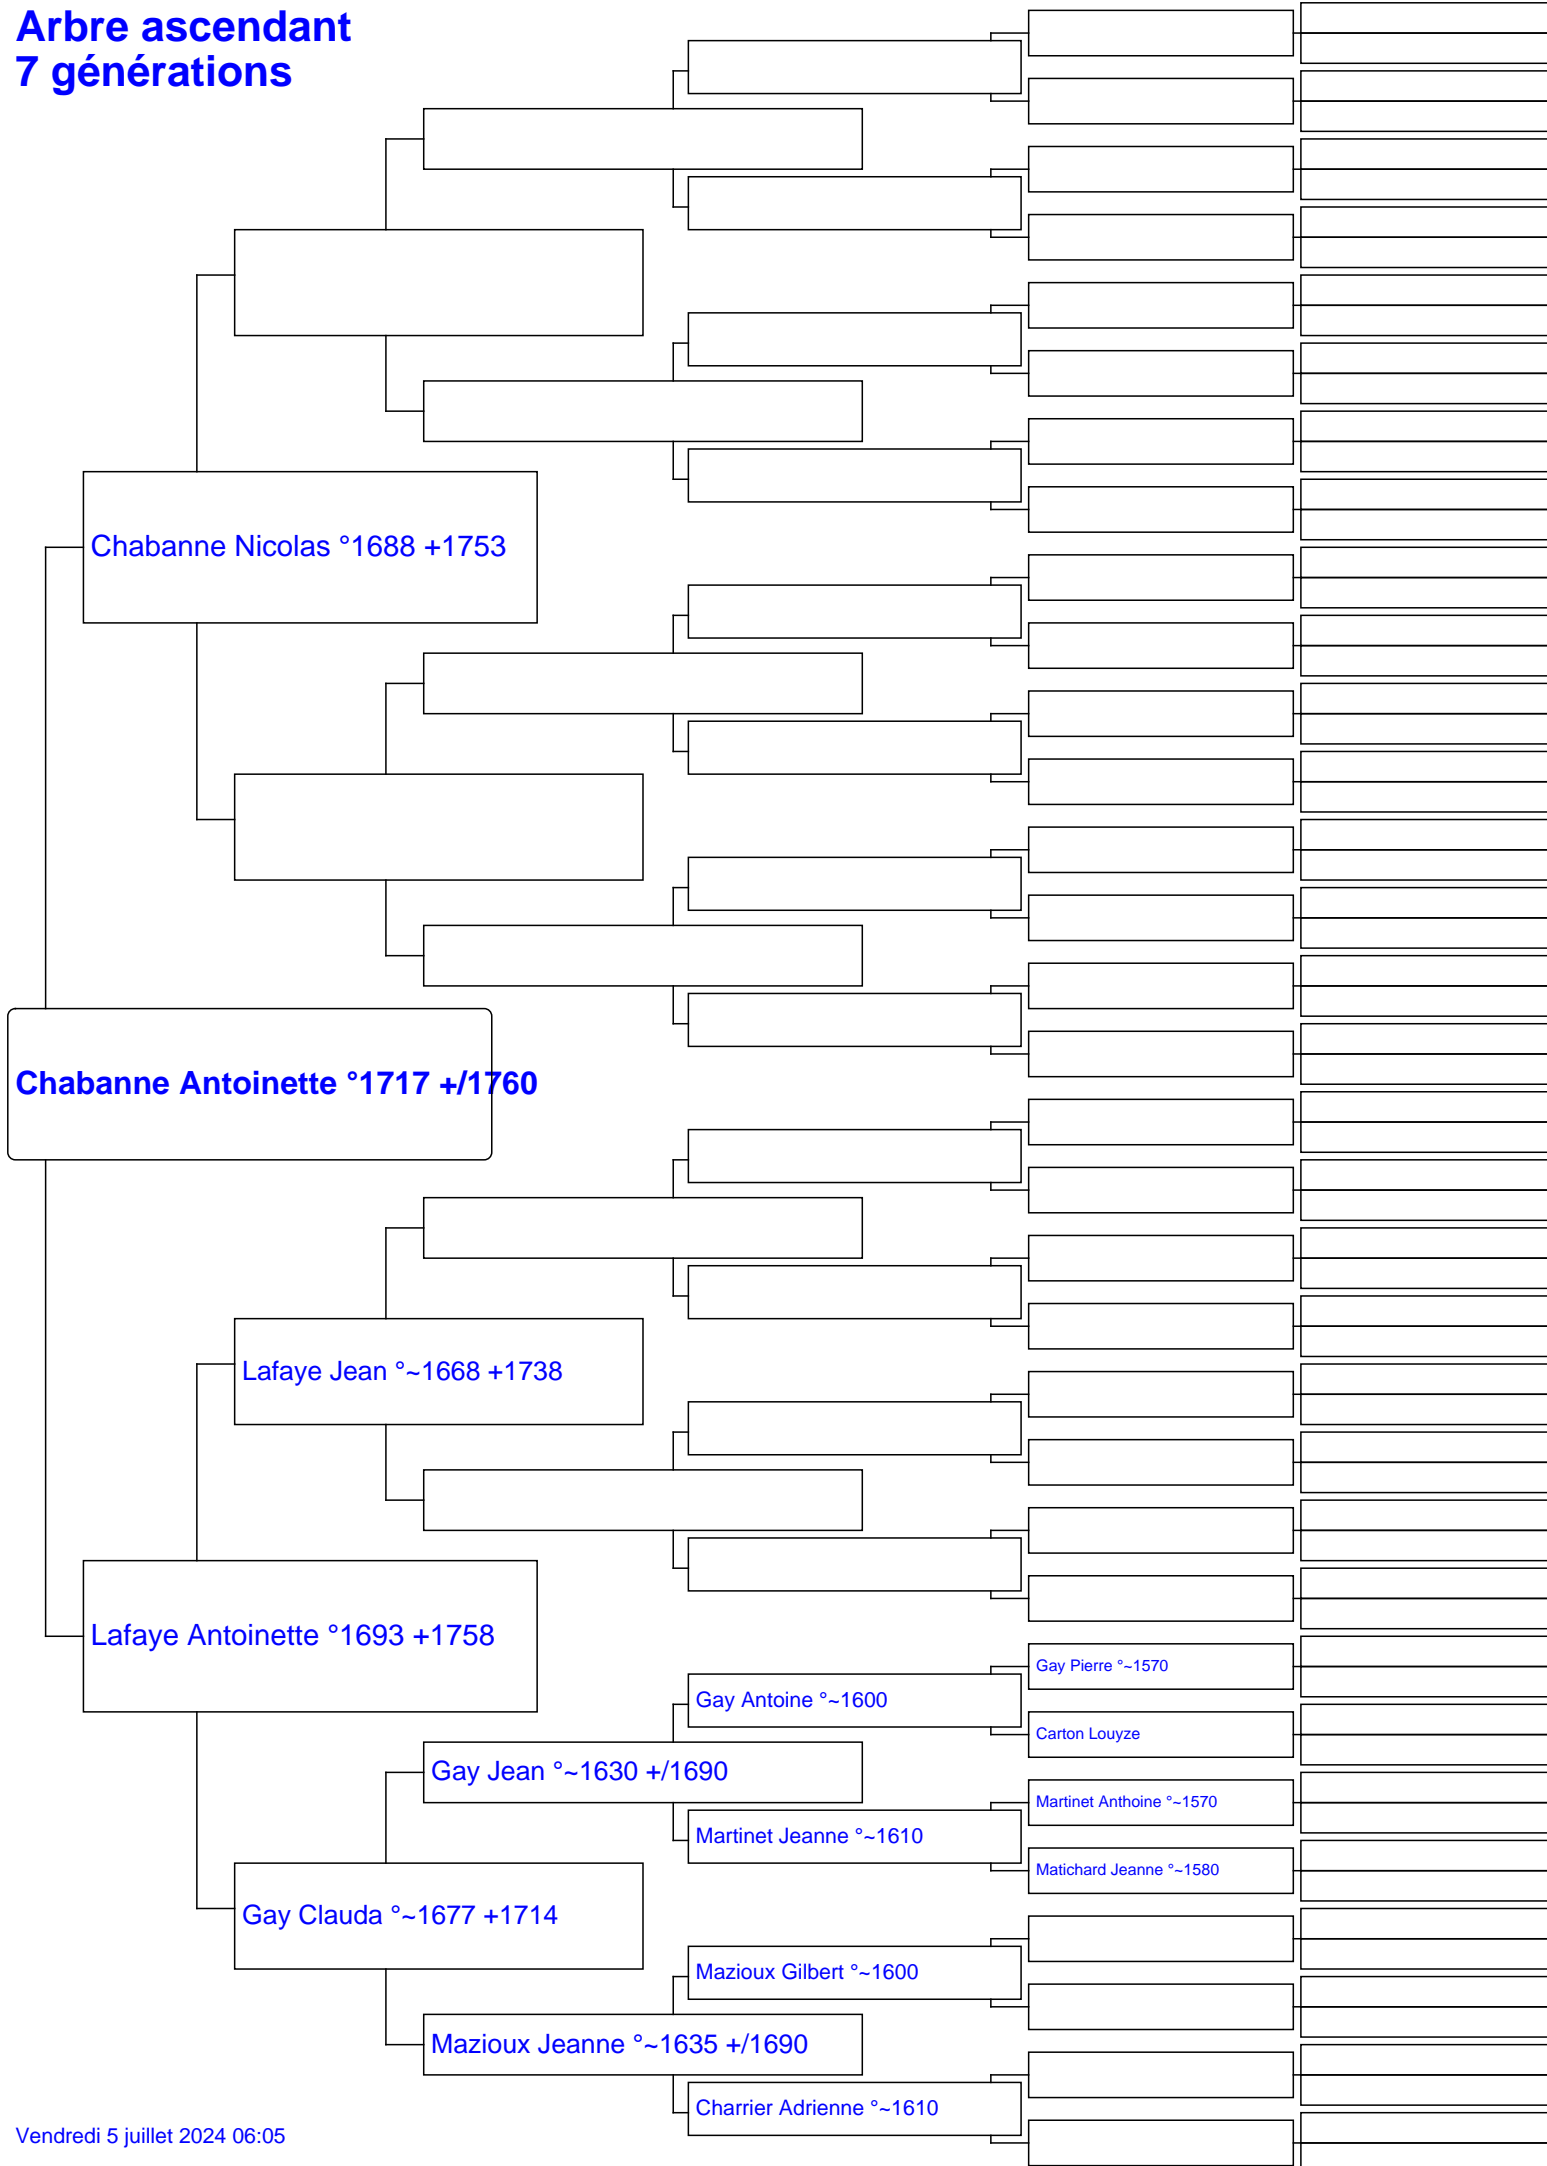 Arbre ascendant
7 générations
Chabanne Nicolas °1688 +1753
Chabanne Antoinette °1717 +/1760
Lafaye Jean °~1668 +1738
Lafaye Antoinette °1693 +1758
Gay Pierre °~1570
Gay Antoine °~1600
Carton Louyze
Gay Jean °~1630 +/1690
Martinet Anthoine °~1570
Martinet Jeanne °~1610
Matichard Jeanne °~1580
Gay Clauda °~1677 +1714
Mazioux Gilbert °~1600
Mazioux Jeanne °~1635 +/1690
Charrier Adrienne °~1610
Vendredi 5 juillet 2024 06:05